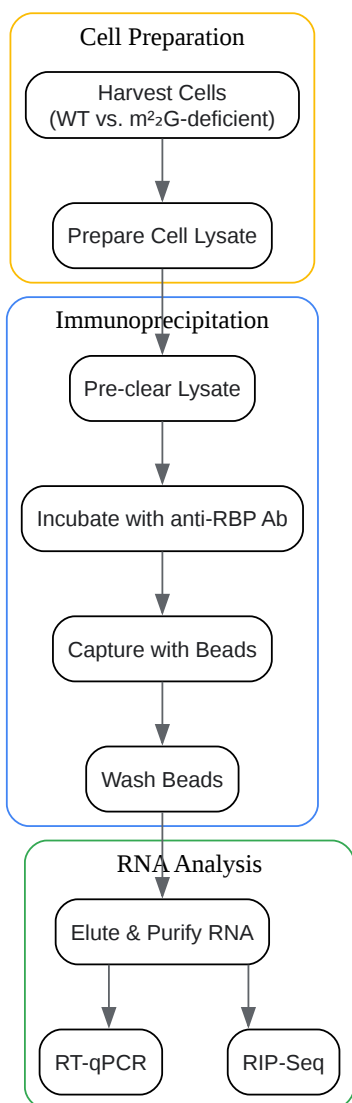 Cell Preparation
Harvest Cells
(WT vs. m²₂G-deficient)
Prepare Cell Lysate
Immunoprecipitation
Pre-clear Lysate
Incubate with anti-RBP Ab
Capture with Beads
Wash Beads
RNA Analysis
Elute & Purify RNA
RT-qPCR
RIP-Seq